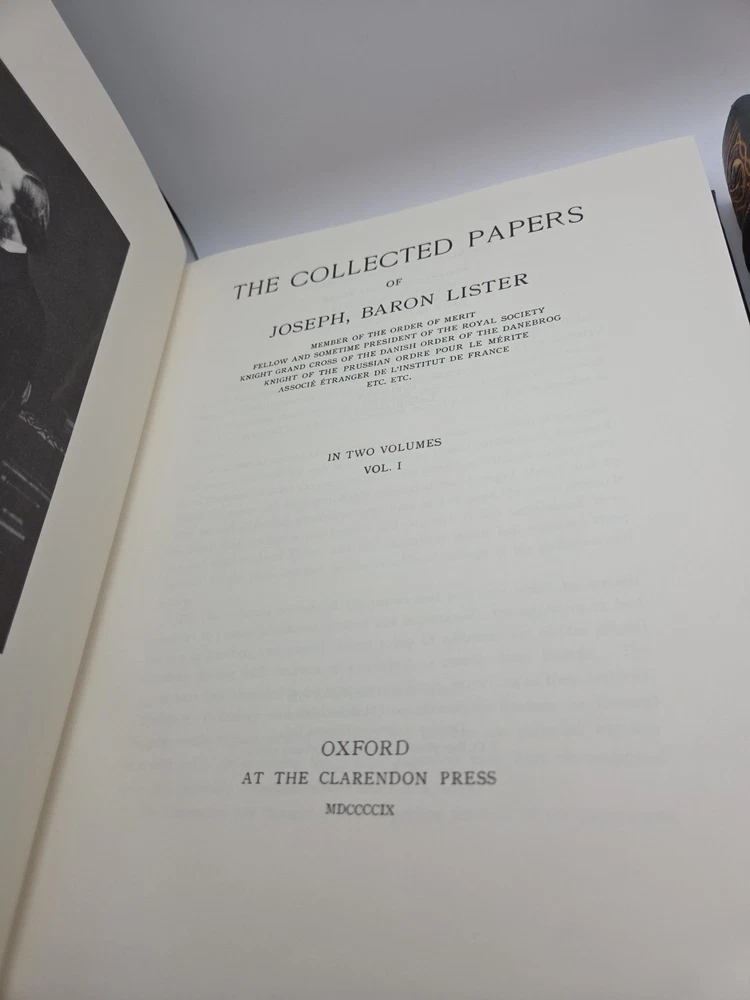 THE COLLECTED PAPERS
OF
JOSEPH, BARON LISTER
MEMBER OF THE ORDER OF MERIT
FELLOW AND SOMETIME PRESIDENT OF THE ROYAL SOCIETY
KNIGHT GRAND CROSS OF THE DANISH ORDER OF THE DANEBROG
KNIGHT OF THE PRUSSIAN ORDRE POUR LE MÉRITE
ASSOCIÉ ÉTRANGER DE L'INSTITUT DE FRANCE
ETC. ETC.
IN TWO VOLUMES
VOL. I
OXFORD
AT THE CLARENDON PRESS
MDCCCCIX